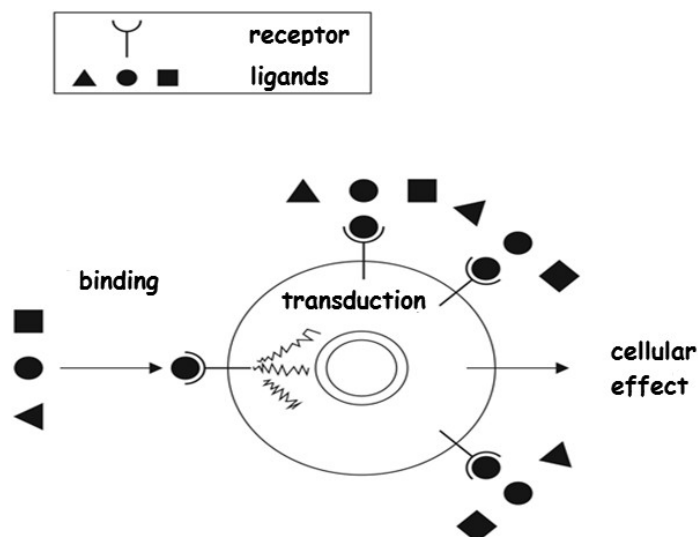 receptor
ligands
binding
transduction
cellular
effect